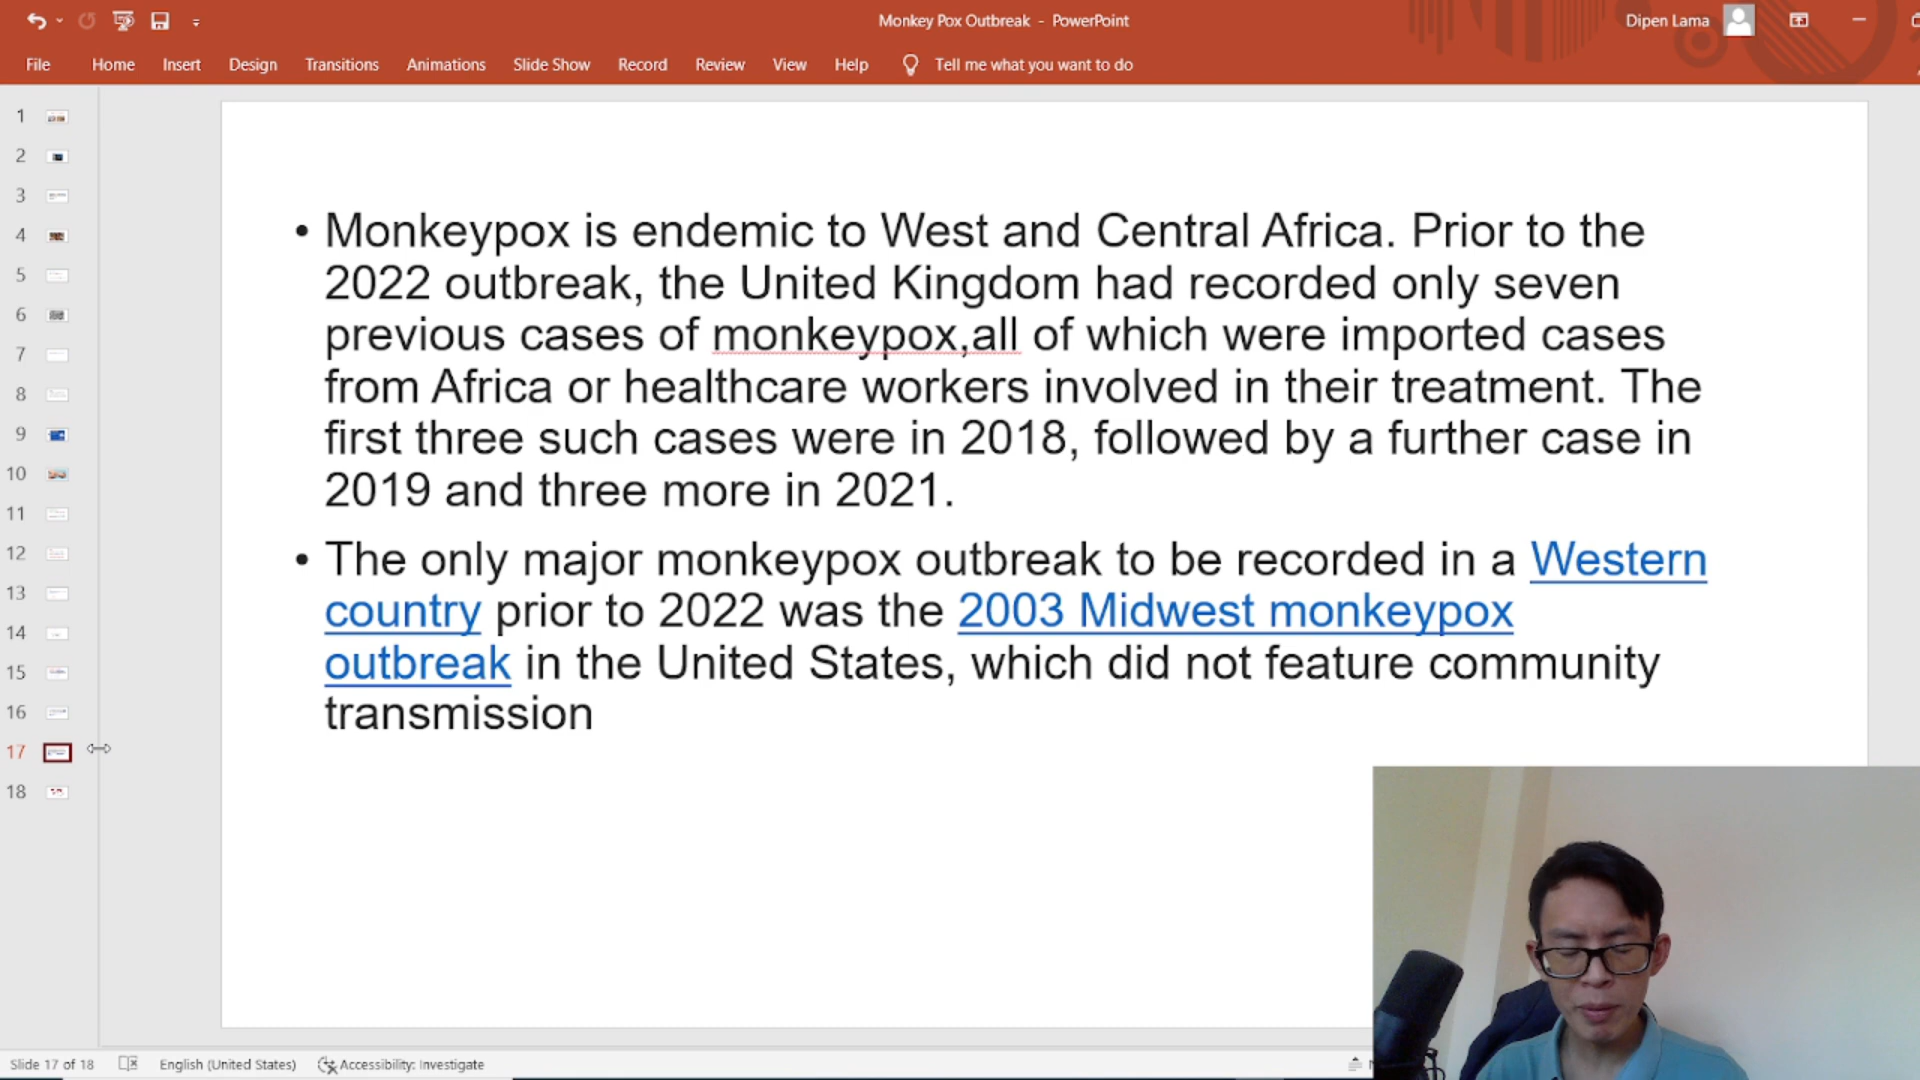 Monkey Pox Outbreak - PowerPoint
Dipen Lama
File Home Insert Design Transitions Animations Slide Show Record Review View Help Tell me what you want to do
1
2
3
4
5
6
7
8
9
10
11
12
13
14
15
16
17
18
• Monkeypox is endemic to West and Central Africa. Prior to the
2022 outbreak, the United Kingdom had recorded only seven
previous cases of monkeypox,all of which were imported cases
from Africa or healthcare workers involved in their treatment. The
first three such cases were in 2018, followed by a further case in
2019 and three more in 2021.
• The only major monkeypox outbreak to be recorded in a Western
country prior to 2022 was the 2003 Midwest monkeypox
outbreak in the United States, which did not feature community
transmission
Slide 17 of 18 English (United States) Accessibility: Investigate